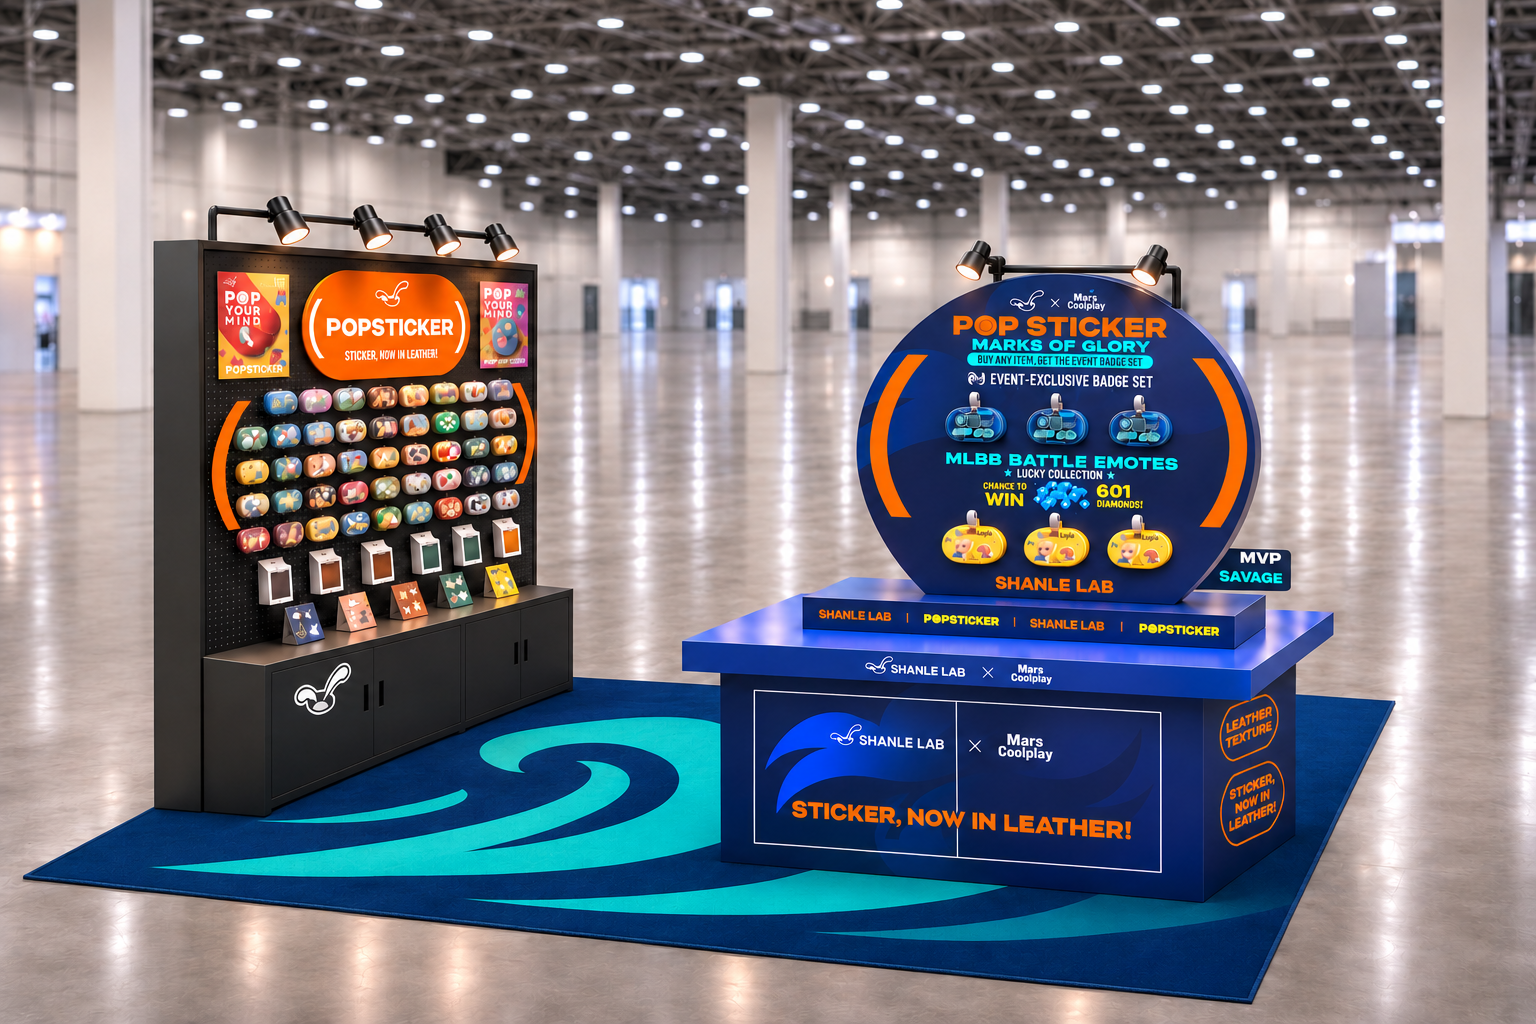 POP
YOUR
MIND
POPSTICKER
POPSTICKER
STICKER, NOW IN LEATHER!
POP
YOUR
MIND
Mars
Coolplay
POP STICKER
MARKS OF GLORY
BUY ANY ITEM, GET THE EVENT BADGE SET
EVENT-EXCLUSIVE BADGE SET
MLBB BATTLE EMOTES
★ LUCKY COLLECTION ★
CHANCE TO
WIN
601
DIAMONDS!
SHANLE LAB
MVP
SAVAGE
SHANLE LAB | POPSTICKER | SHANLE LAB | POPSTICKER
SHANLE LAB × Mars
Coolplay
SHANLE LAB × Mars
Coolplay
STICKER, NOW IN LEATHER!
LEATHER
TEXTURE
STICKER,
NOW IN
LEATHER!